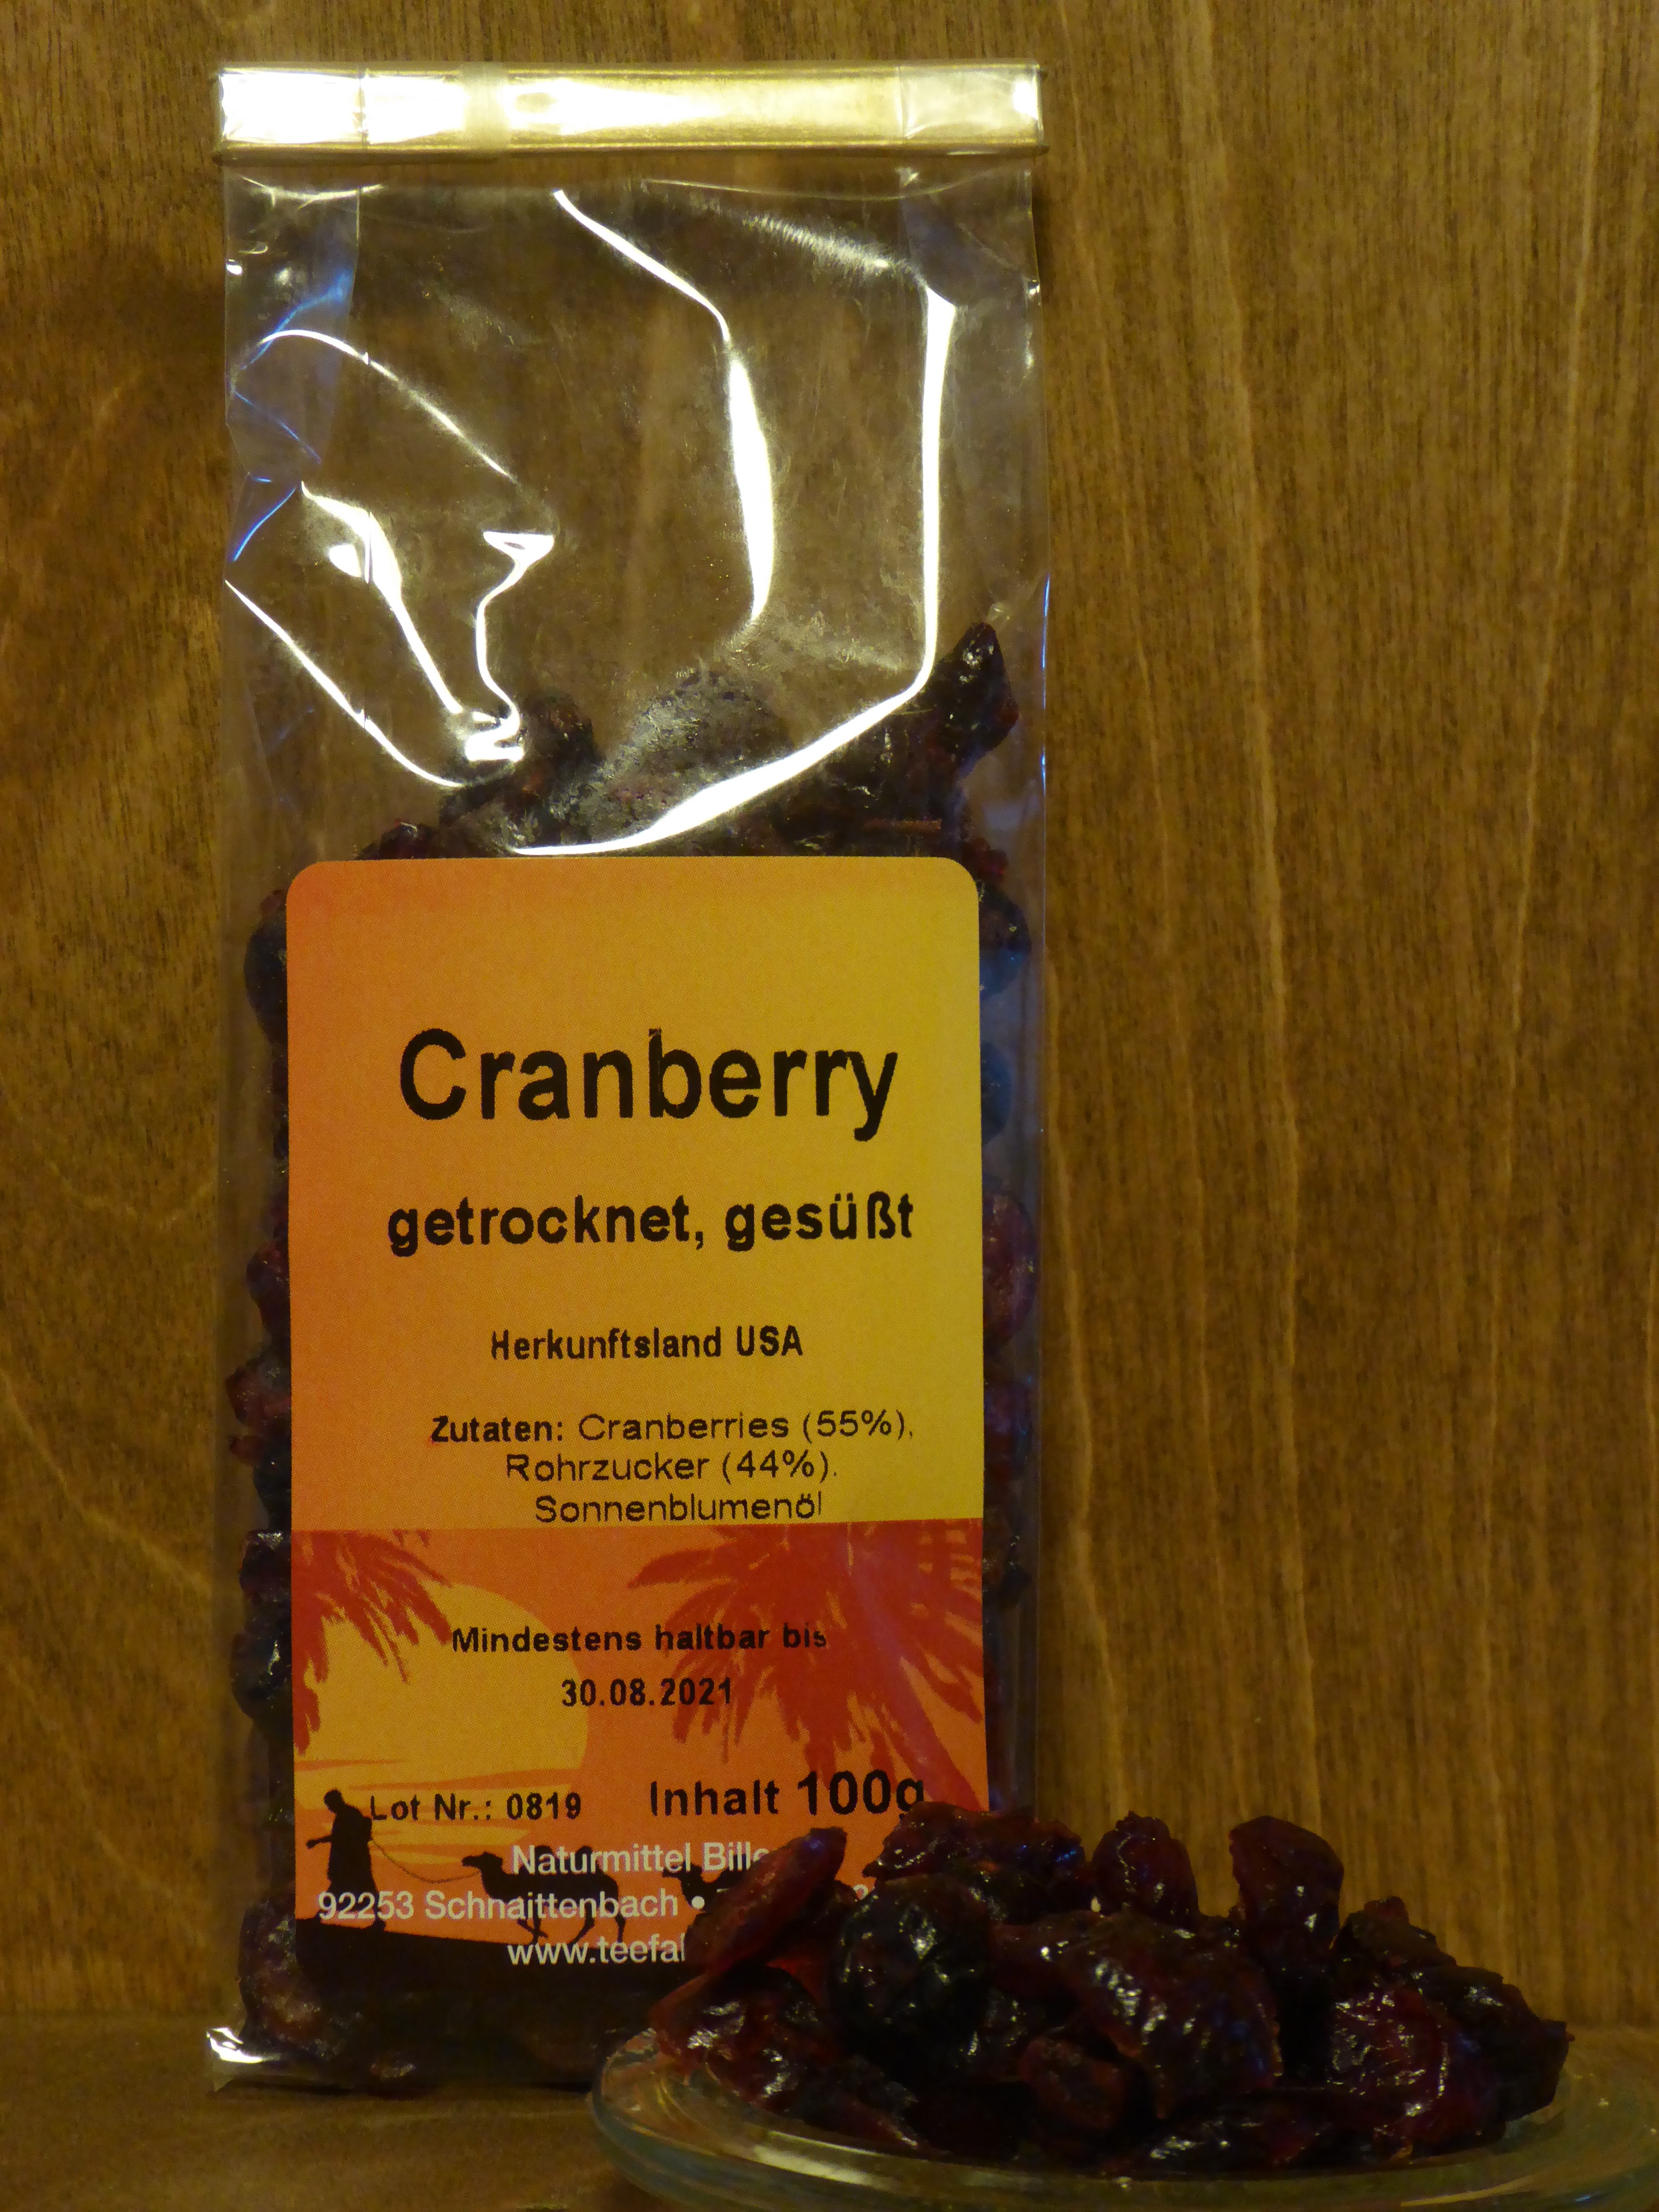 Cranberry
getrocknet, gesüßt
Herkunftsland USA
Zutaten: Cranberries (55%),
Rohrzucker (44%).
Sonnenblumenöl
Mindestens haltbar bis
30.08.2021
Lot Nr.: 0819 Inhalt 100g
Naturmittel
92253 Schnaittenbach •